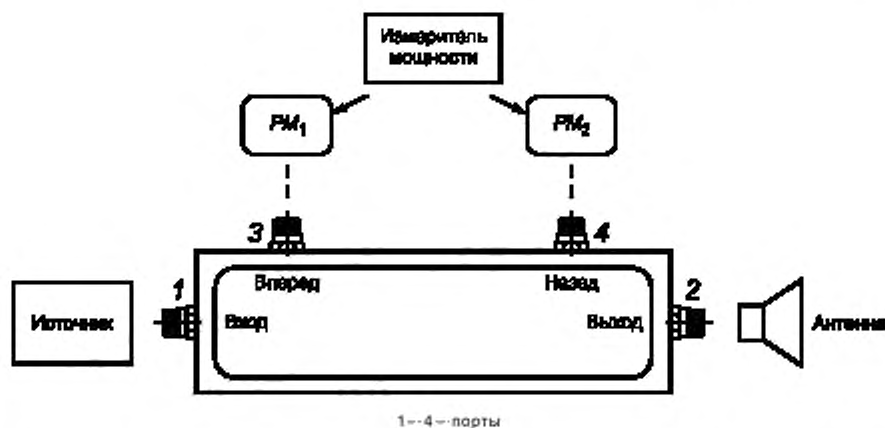 Измеритель
мощности
PM1
PM2
3
4
Вперед
Назад
1
2
Источник
Вход
Выход
Антенна
1—4—порты